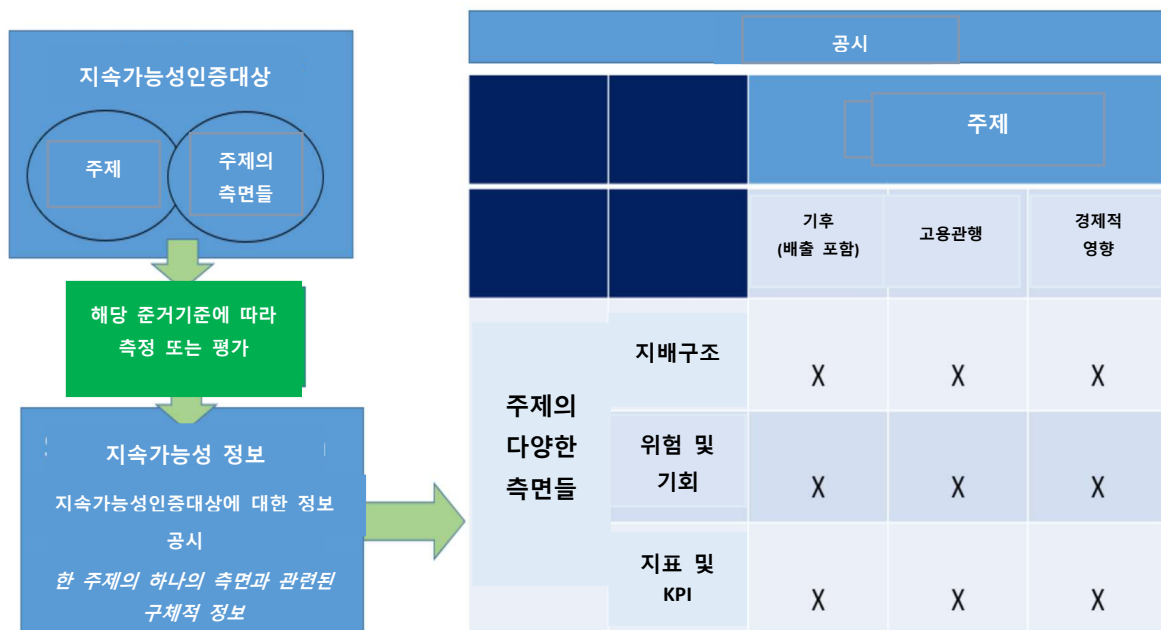 지속가능성인증대상
주제
주제의
측면들
해당 준거기준에 따라
측정 또는 평가
지속가능성 정보
지속가능성인증대상에 대한 정보
공시
한 주제의 하나의 측면과 관련된
구체적 정보
공시
주제
기후
(배출 포함)
고용관행
경제적
영향
주제의
다양한
측면들
지배구조
X X X
위험 및
기회
X X X
지표 및
KPI
X X X